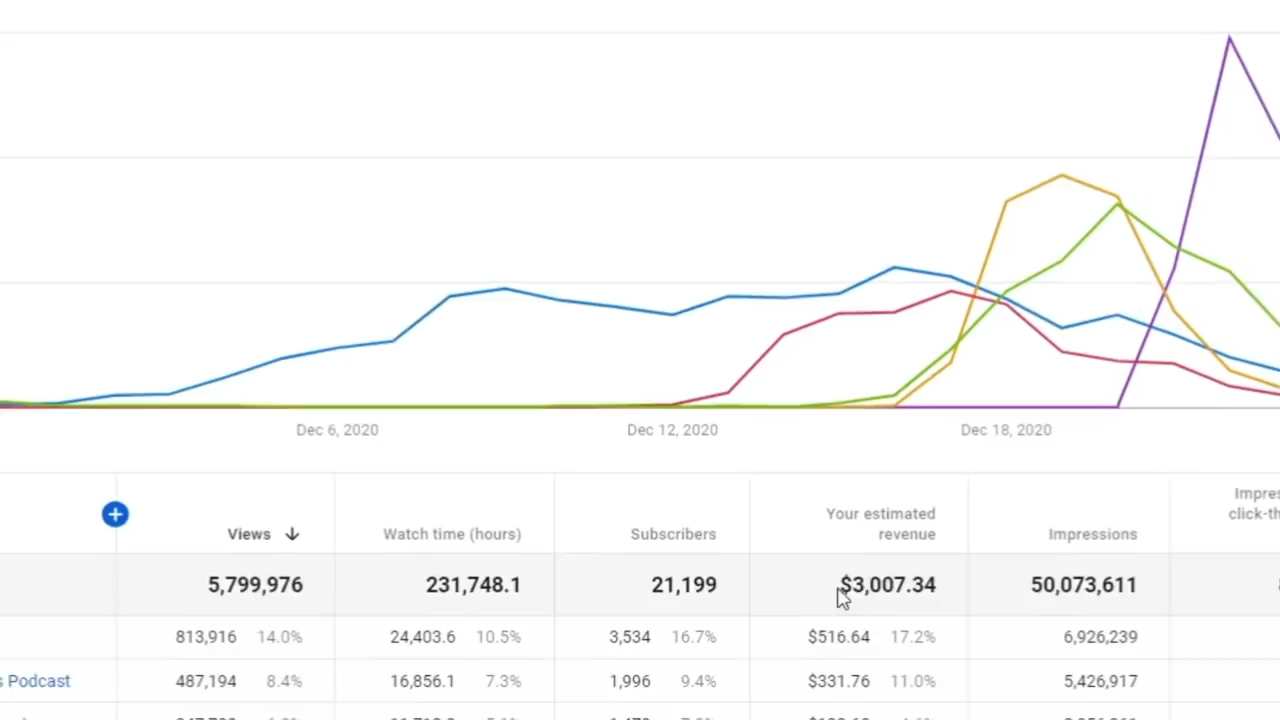 Dec 6, 2020 Dec 12, 2020 Dec 18, 2020
Views Watch time (hours) Subscribers Your estimated revenue Impressions
5,799,976 231,748.1 21,199 $3,007.34 50,073,611
813,916 14.0% 24,403.6 10.5% 3,534 16.7% $516.64 17.2% 6,926,239
s Podcast 487,194 8.4% 16,856.1 7.3% 1,996 9.4% $331.76 11.0% 5,426,917